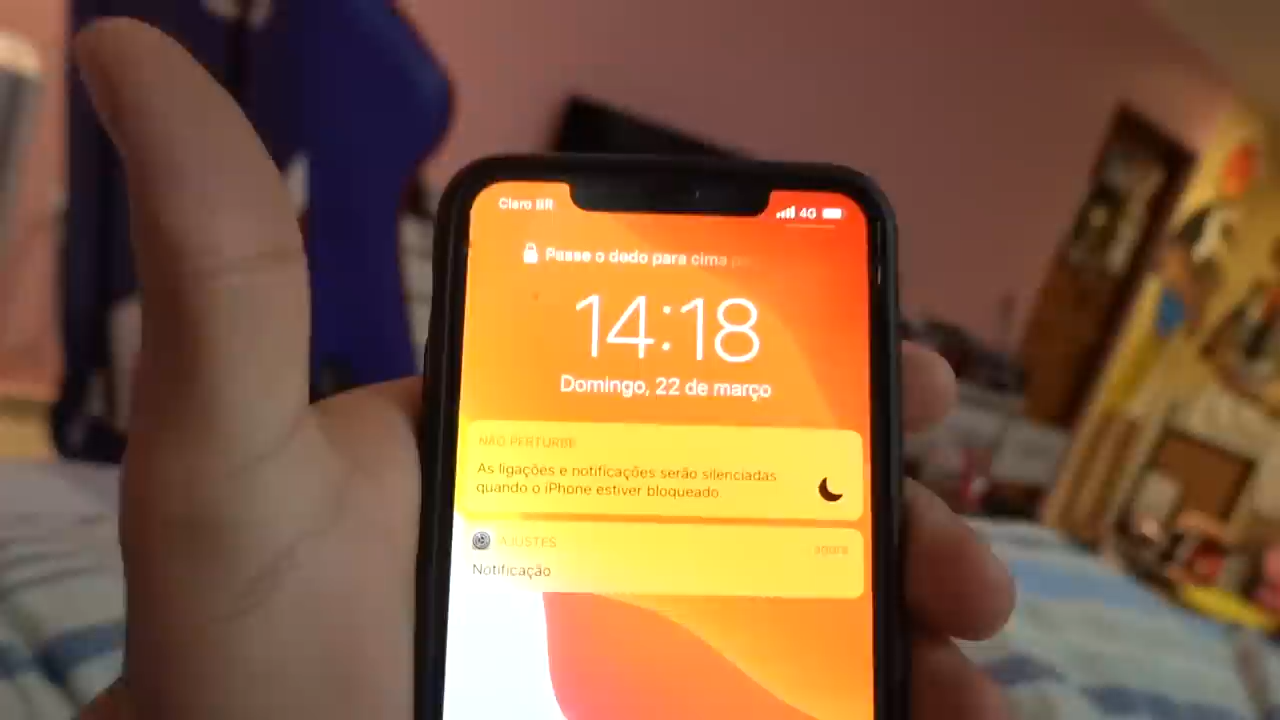 Claro BR
4G
Passe o dedo para cima
14:18
Domingo, 22 de março
NÃO PERTURBE
As ligações e notificações serão silenciadas
quando o iPhone estiver bloqueado.
AJUSTES
agora
Notificação